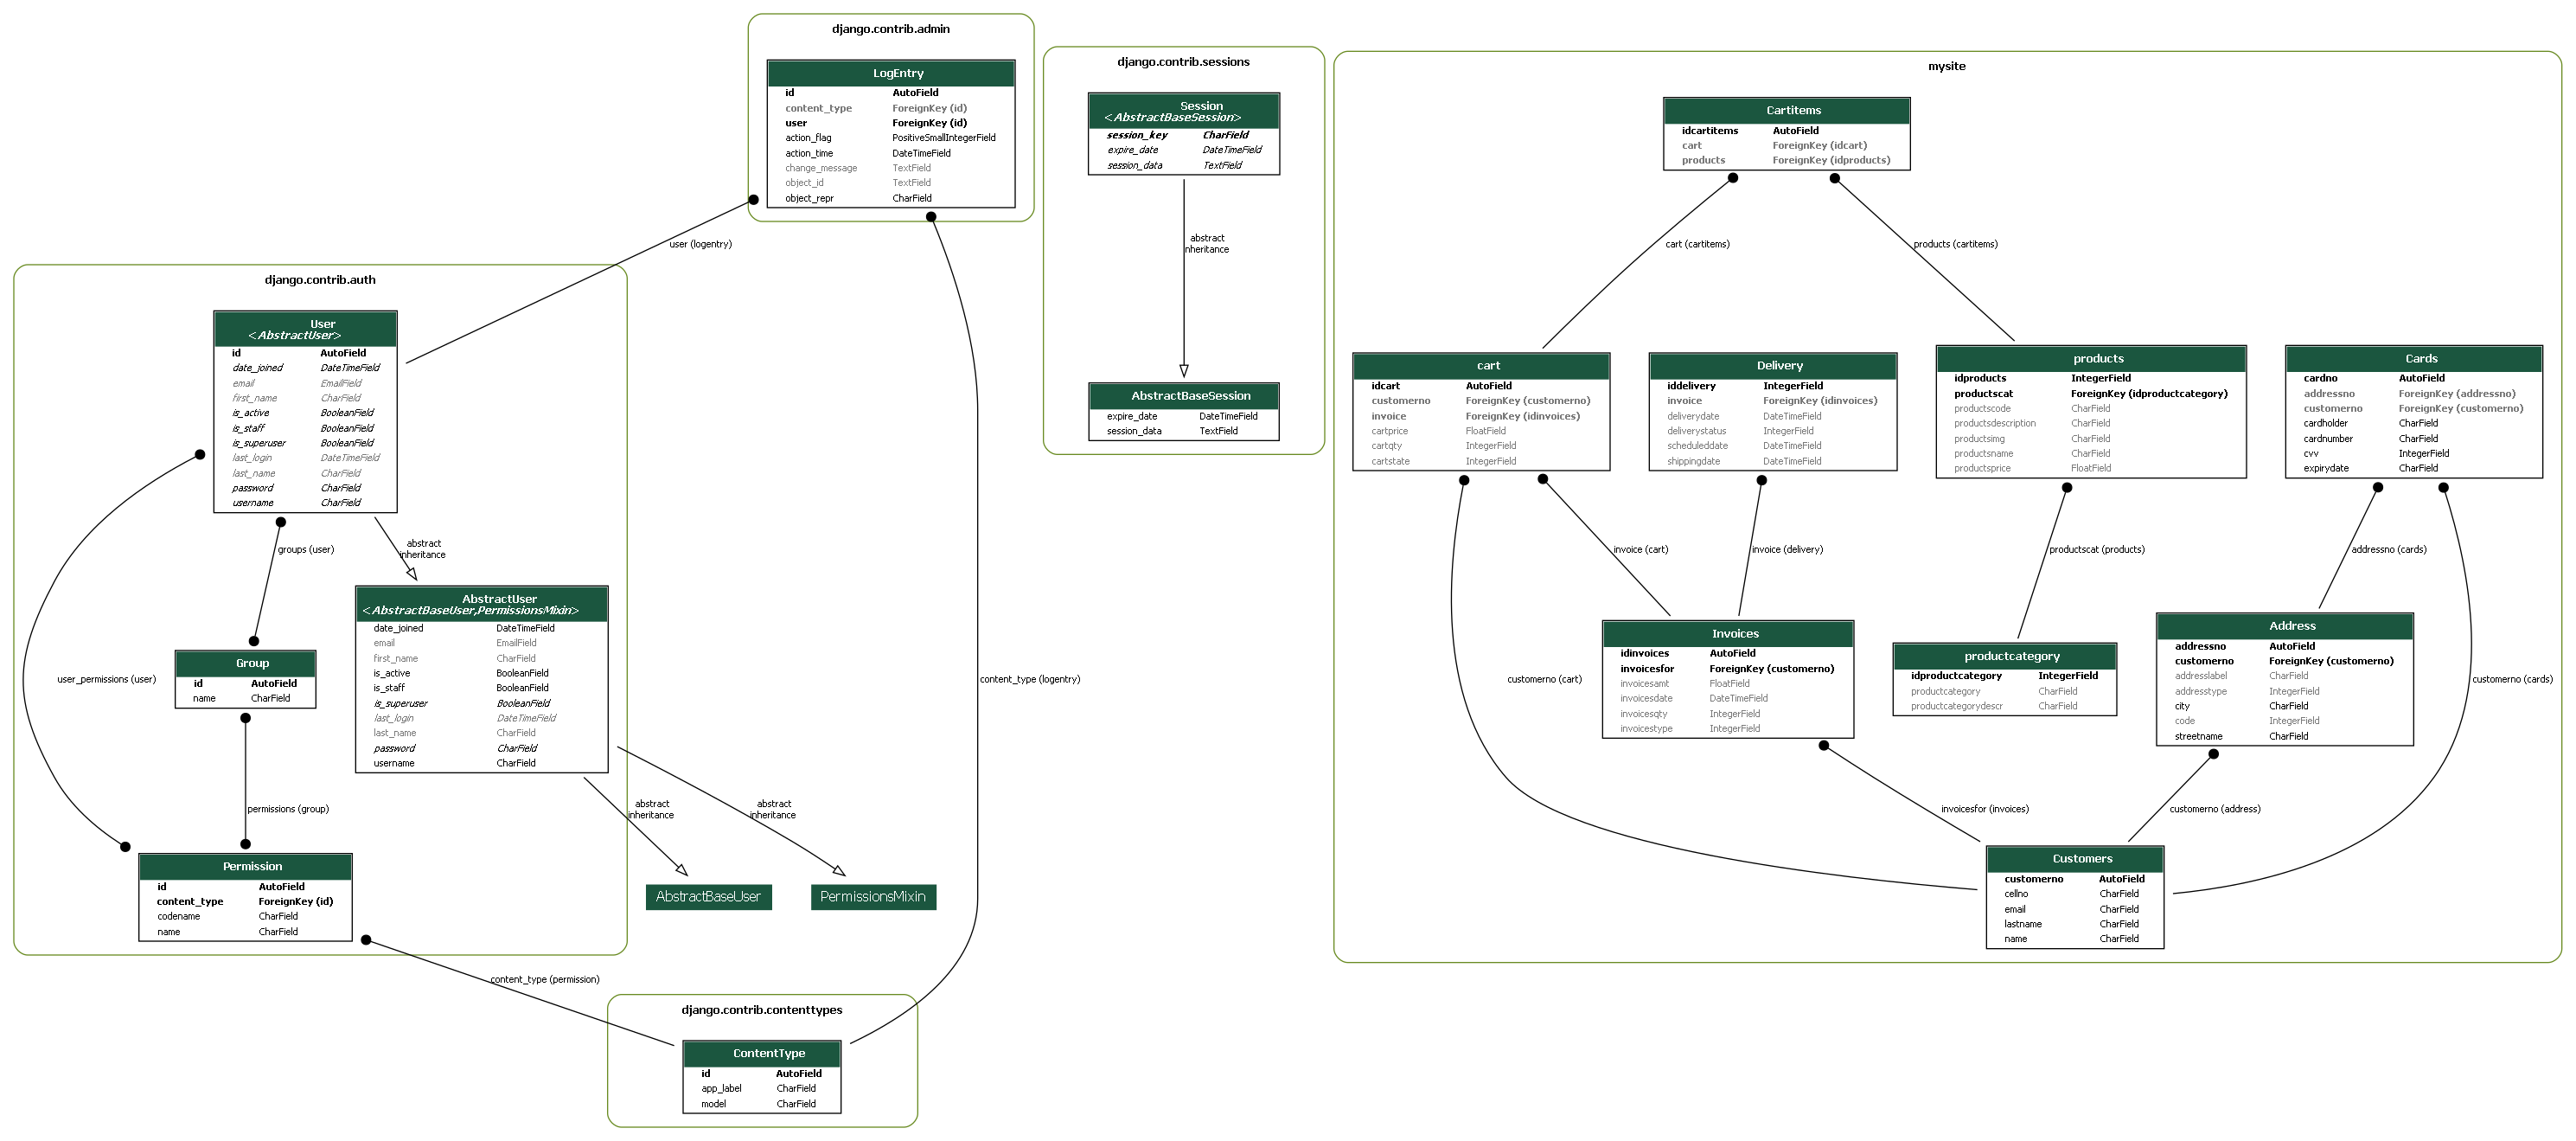 django.contrib.admin
LogEntry
id AutoField
content_type ForeignKey (id)
user ForeignKey (id)
action_flag PositiveSmallIntegerField
action_time DateTimeField
change_message TextField
object_id TextField
object_repr CharField
django.contrib.sessions
Session
<AbstractBaseSession>
session_key CharField
expire_date DateTimeField
session_data TextField
abstract
inheritance
AbstractBaseSession
expire_date DateTimeField
session_data TextField
mysite
Cartitems
idcartitems AutoField
cart ForeignKey (idcart)
products ForeignKey (idproducts)
cart (cartitems)
products (cartitems)
cart
idcart AutoField
customerno ForeignKey (customerno)
invoice ForeignKey (idinvoices)
cartprice FloatField
cartqty IntegerField
cartstate IntegerField
Delivery
iddelivery IntegerField
invoice ForeignKey (idinvoices)
deliverydate DateTimeField
deliverystatus IntegerField
scheduleddate DateTimeField
shippingdate DateTimeField
products
idproducts IntegerField
productscat ForeignKey (idproductcategory)
productscode CharField
productsdescription CharField
productsimg CharField
productsname CharField
productsprice FloatField
Cards
cardno AutoField
addressno ForeignKey (addressno)
customerno ForeignKey (customerno)
cardholder CharField
cardnumber CharField
cvv IntegerField
expirydate CharField
invoice (cart)
invoice (delivery)
productscat (products)
addressno (cards)
Invoices
idinvoices AutoField
invoicesfor ForeignKey (customerno)
invoicesamt FloatField
invoicesdate DateTimeField
invoicesqty IntegerField
invoicestype IntegerField
productcategory
idproductcategory IntegerField
productcategory CharField
productcategorydescr CharField
Address
addressno AutoField
customerno ForeignKey (customerno)
addresslabel CharField
addresstype IntegerField
city CharField
code IntegerField
streetname CharField
customerno (cart)
customerno (cards)
invoicesfor (invoices)
customerno (address)
Customers
customerno AutoField
cellno CharField
email CharField
lastname CharField
name CharField
user (logentry)
content_type (logentry)
django.contrib.auth
User
<AbstractUser>
id AutoField
date_joined DateTimeField
email EmailField
first_name CharField
is_active BooleanField
is_staff BooleanField
is_superuser BooleanField
last_login DateTimeField
last_name CharField
password CharField
username CharField
groups (user)
abstract
inheritance
user_permissions (user)
Group
id AutoField
name CharField
AbstractUser
<AbstractBaseUser,PermissionsMixin>
date_joined DateTimeField
email EmailField
first_name CharField
is_active BooleanField
is_staff BooleanField
is_superuser BooleanField
last_login DateTimeField
last_name CharField
password CharField
username CharField
permissions (group)
abstract
inheritance
abstract
inheritance
Permission
id AutoField
content_type ForeignKey (id)
codename CharField
name CharField
AbstractBaseUser
PermissionsMixin
content_type (permission)
django.contrib.contenttypes
ContentType
id AutoField
app_label CharField
model CharField